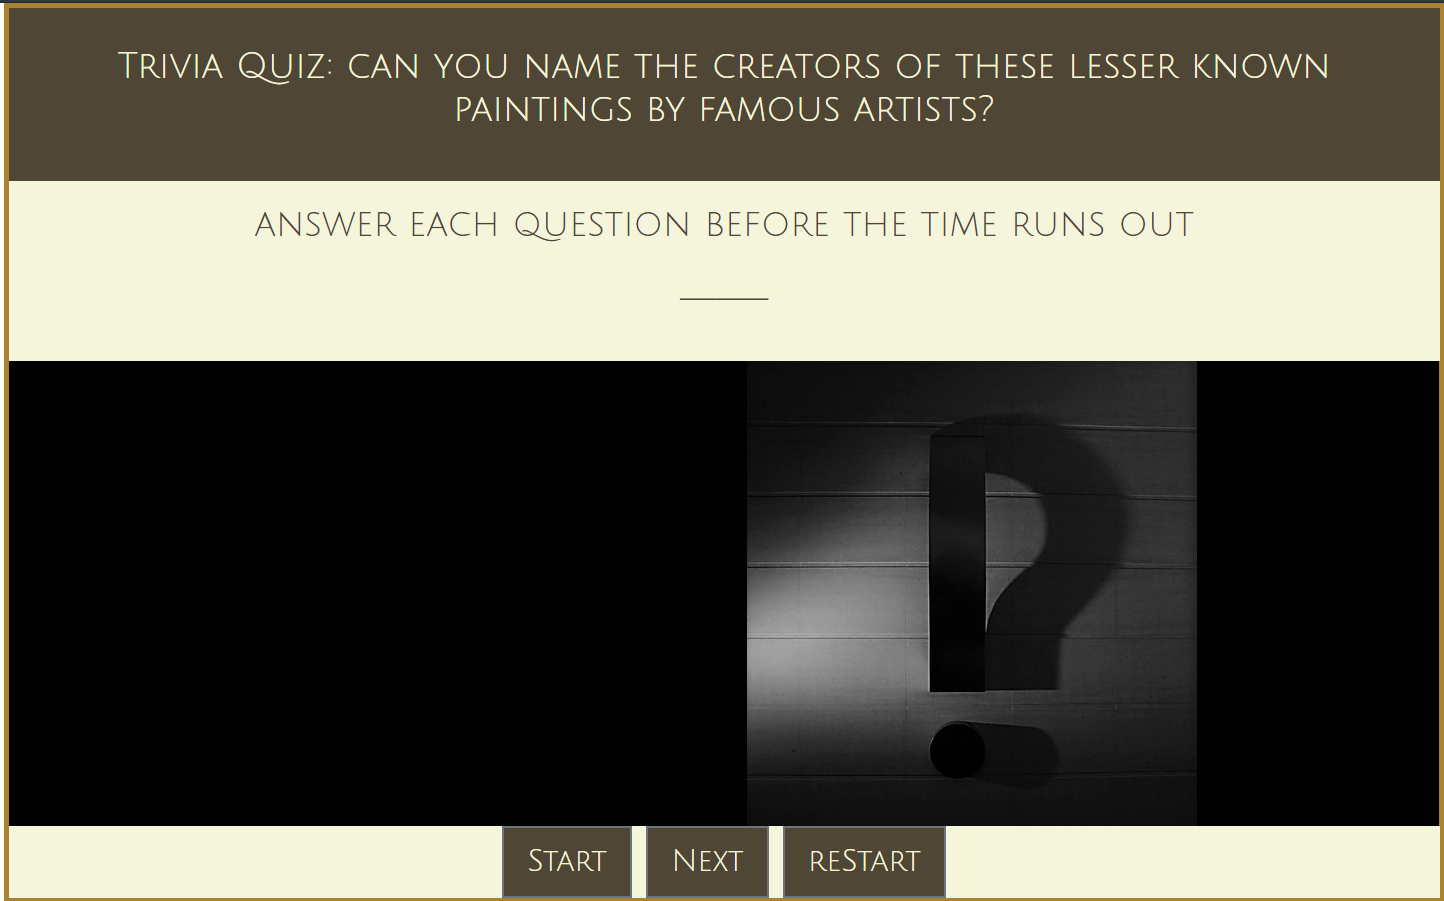 Trivia Quiz: can you name the creators of these lesser known
paintings by famous artists?
answer each question before the time runs out
Start
Next
reStart